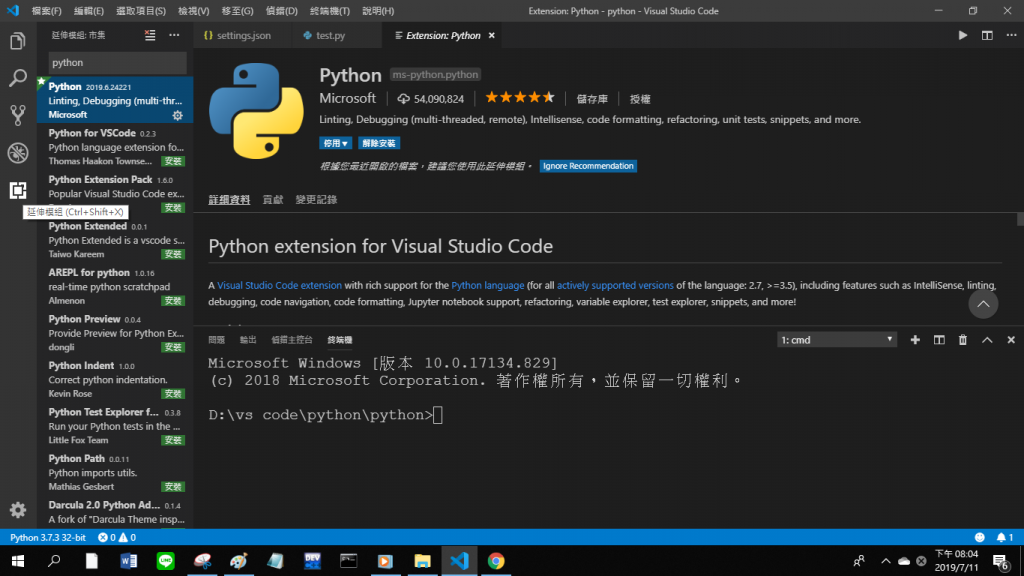 檔案(F) 編輯(E) 選取項目(S) 檢視(V) 移至(G) 偵錯(D) 終端機(T) 說明(H)
Extension: Python - python - Visual Studio Code
延伸模組: 市集
settings.json
test.py
Extension: Python
python
Python 2019.6.24221
Linting, Debugging (multi-thr...
Microsoft
Python for VSCode 0.2.3
Python language extension fo...
Thomas Haakon Townse... 安裝
Python Extension Pack 1.6.0
Popular Visual Studio Code ex...
安裝
延伸模組 (Ctrl+Shift+X)
Python Extended 0.0.1
Python Extended is a vscode s...
Taiwo Kareem 安裝
AREPL for python 1.0.16
real-time python scratchpad
Almenon 安裝
Python Preview 0.0.4
Provide Preview for Python Ex...
dongli 安裝
Python Indent 1.0.0
Correct python indentation.
Kevin Rose 安裝
Python Test Explorer f... 0.3.8
Run your Python tests in the ...
Little Fox Team 安裝
Python Path 0.0.11
Python imports utils.
Mathias Gesbert 安裝
Darcula 2.0 Python Ad... 0.1.4
A fork of "Darcula Theme insp...
Python ms-python.python
Microsoft 54,090,824 儲存庫 授權
Linting, Debugging (multi-threaded, remote), Intellisense, code formatting, refactoring, unit tests, snippets, and more.
停用 解除安裝
根據您最近開啟的檔案，建議您使用此延伸模組。 Ignore Recommendation
詳細資料 貢獻 變更記錄
Python extension for Visual Studio Code
A Visual Studio Code extension with rich support for the Python language (for all actively supported versions of the language: 2.7, >=3.5), including features such as IntelliSense, linting,
debugging, code navigation, code formatting, Jupyter notebook support, refactoring, variable explorer, test explorer, snippets, and more!
問題 輸出 偵錯主控台 終端機
1: cmd
Microsoft Windows [版本 10.0.17134.829]
(c) 2018 Microsoft Corporation. 著作權所有，並保留一切權利。
D:\vs code\python\python>
Python 3.7.3 32-bit 0 0
1
LINE
DEV
下午 08:04
2019/7/11
6